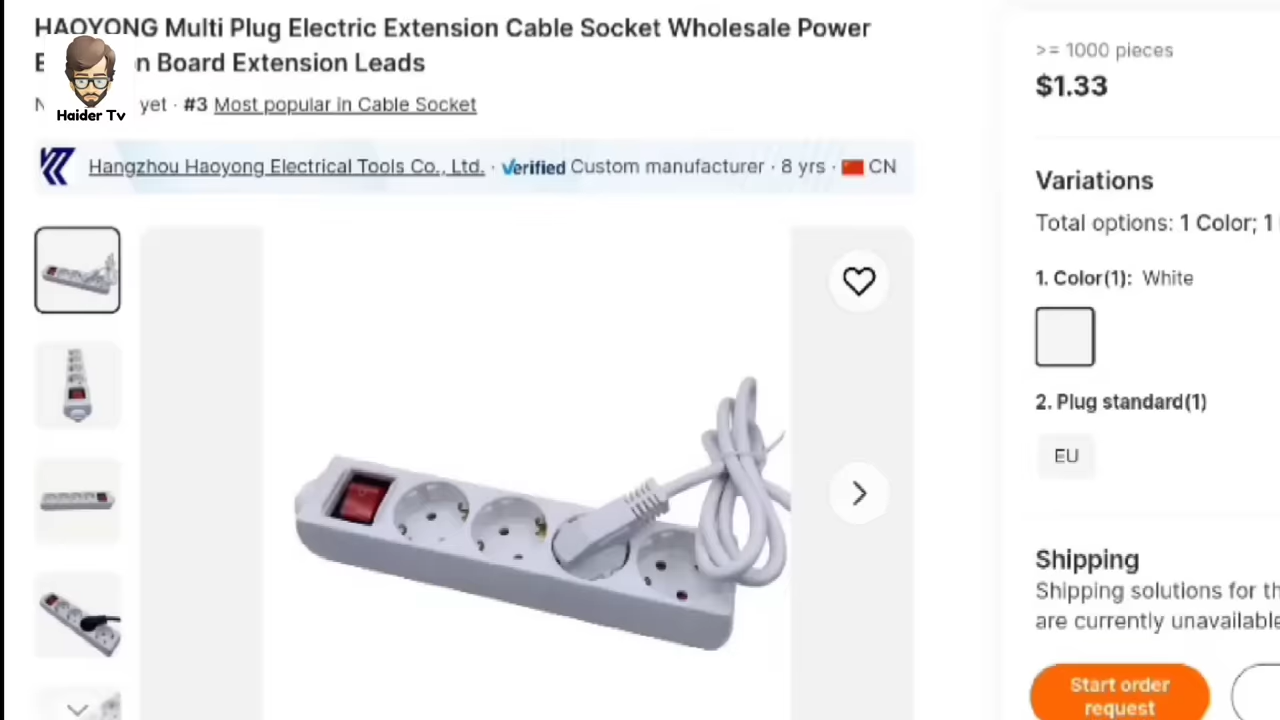 HAOYONG Multi Plug Electric Extension Cable Socket Wholesale Power
n Board Extension Leads
yet · #3 Most popular in Cable Socket
Haider Tv
Hangzhou Haoyong Electrical Tools Co., Ltd. · Verified Custom manufacturer · 8 yrs · CN
>= 1000 pieces
$1.33
Variations
Total options: 1 Color; 1
1. Color(1): White
2. Plug standard(1)
EU
Shipping
Shipping solutions for th
are currently unavailable
Start order
request